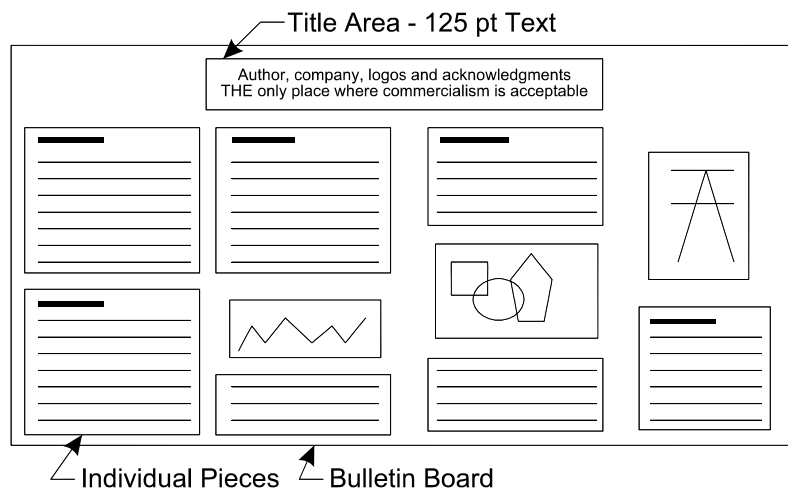 Title Area - 125 pt Text
Author, company, logos and acknowledgments
THE only place where commercialism is acceptable
Individual Pieces
Bulletin Board